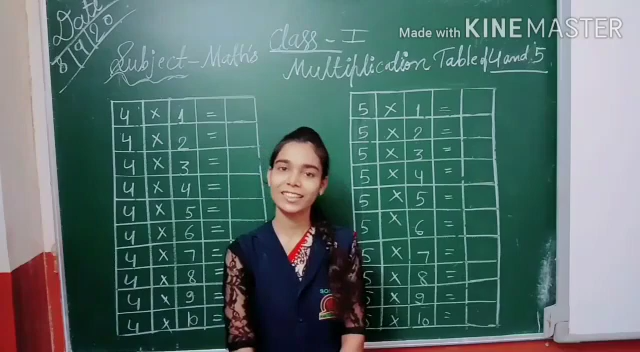 Made with KINEMASTER
Date
8/9/20
Class - I
Subject - Maths
Multiplication Table of 4 and 5
4 × 1 =
4 × 2 =
4 × 3 =
4 × 4 =
4 × 5 =
4 × 6 =
4 × 7 =
4 × 8 =
4 × 9 =
4 × 10 =
5 × 1 =
5 × 2 =
5 × 3 =
5 × 4 =
5 × 5 =
5 × 6 =
5 × 7 =
5 × 8 =
5 × 9 =
5 × 10 =